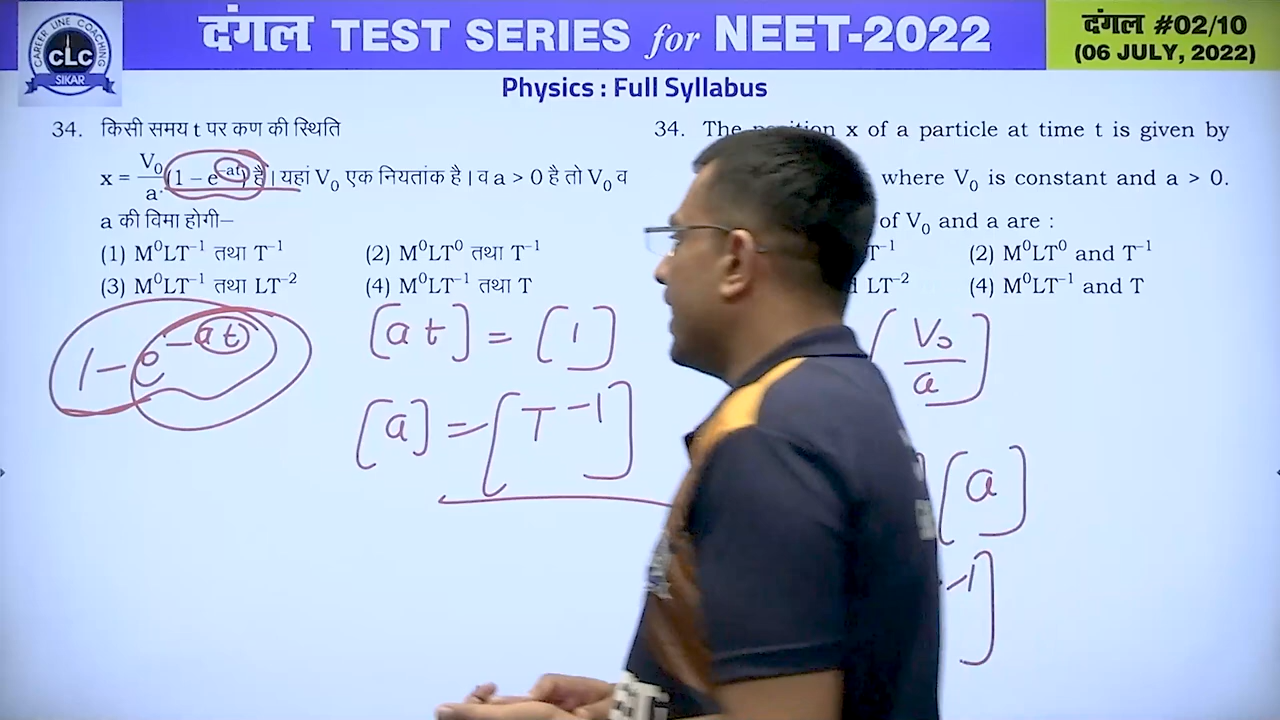 दंगल TEST SERIES for NEET-2022
दंगल #02/10
(06 JULY, 2022)
CAREER LINE COACHING
CLC
SIKAR
Physics : Full Syllabus
34. किसी समय t पर कण की स्थिति
x = V₀/a (1 – e⁻ᵃᵗ) है। यहां V₀ एक नियतांक है। व a > 0 है तो V₀ व
a की विमा होगी–
(1) M⁰LT⁻¹ तथा T⁻¹
(2) M⁰LT⁰ तथा T⁻¹
(3) M⁰LT⁻¹ तथा LT⁻²
(4) M⁰LT⁻¹ तथा T
34. The x of a particle at time t is given by
where V₀ is constant and a > 0.
of V₀ and a are :
T⁻¹
(2) M⁰LT⁰ and T⁻¹
LT⁻²
(4) M⁰LT⁻¹ and T
1 – e⁻ᵃᵗ
[at] = [1]
[a] = [T⁻¹]
[V₀/a]
[a]
-1]